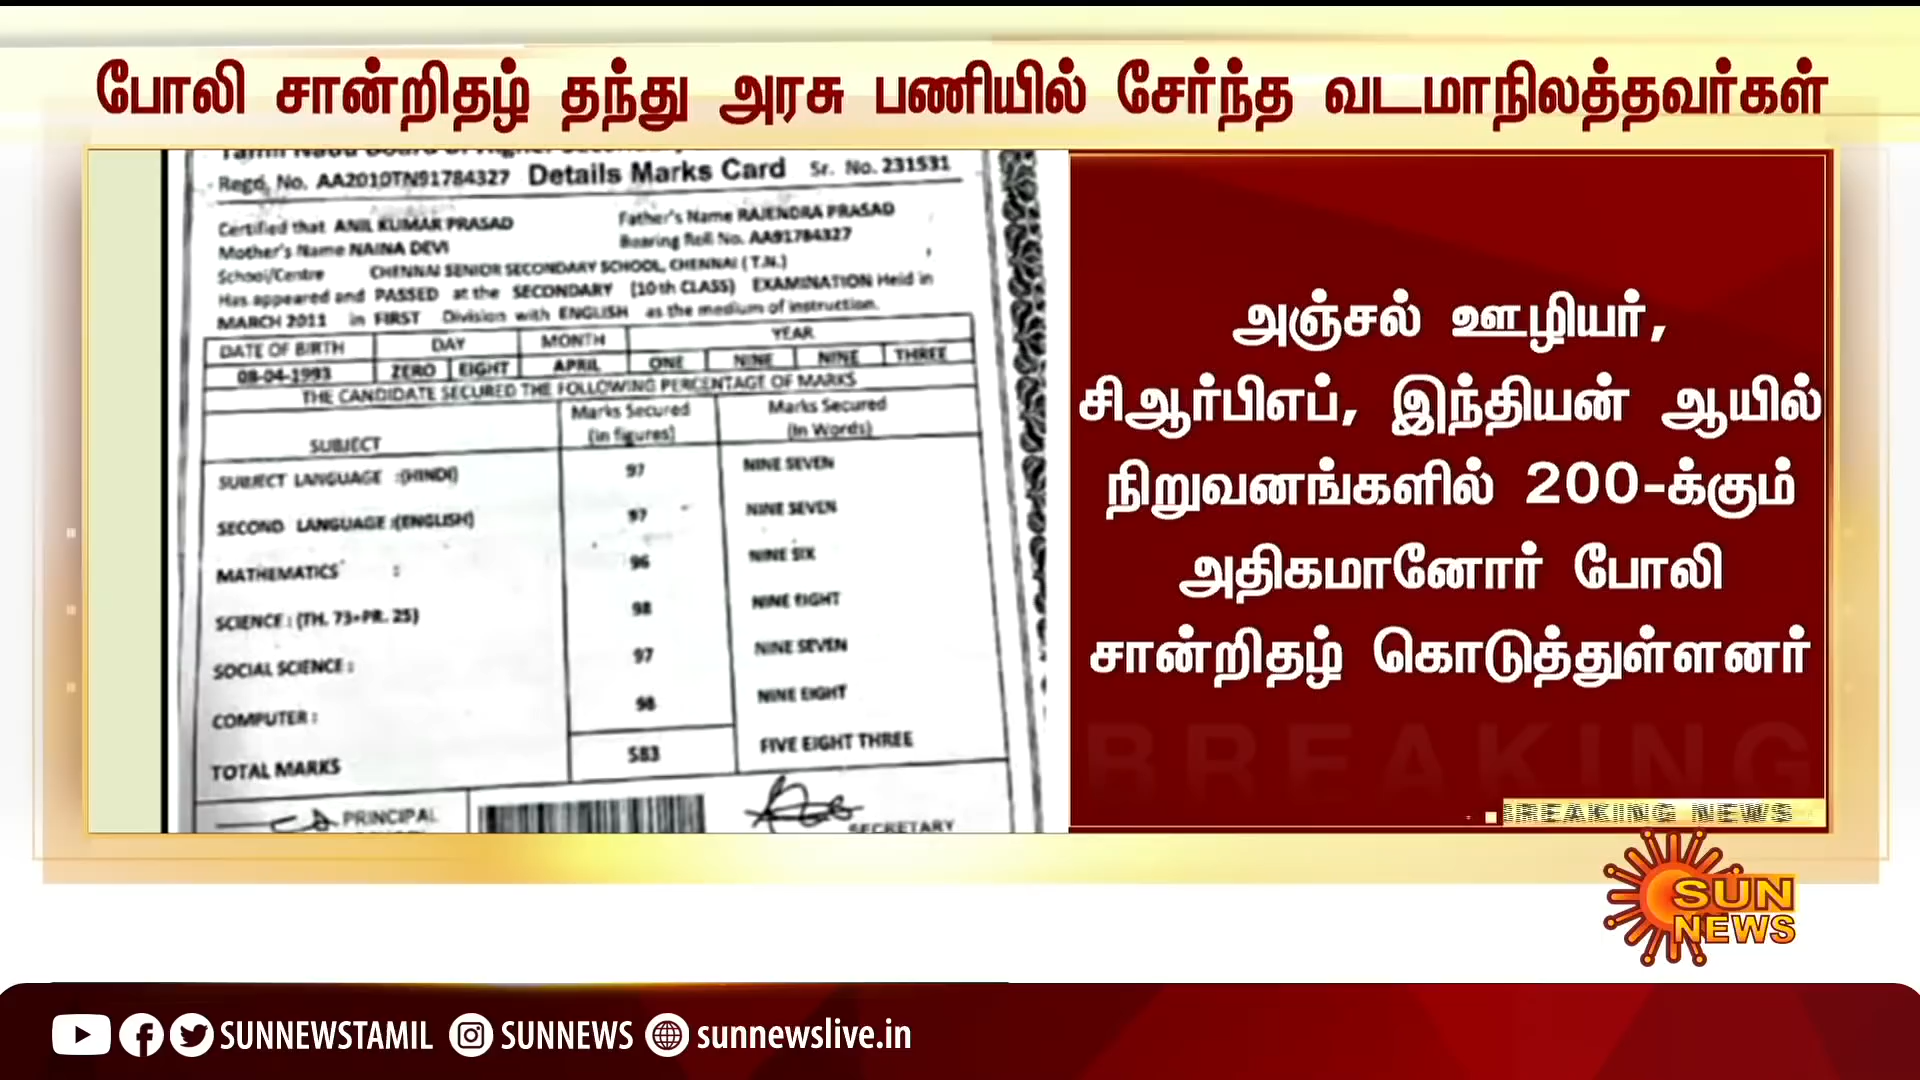 போலி சான்றிதழ் தந்து அரசு பணியில் சேர்ந்த வடமாநிலத்தவர்கள்
Regd. No. AA2010TN91784327 Details Marks Card Sr. No. 231531
Certified that ANIL KUMAR PRASAD Father's Name RAJENDRA PRASAD
Mother's Name NAINA DEVI Bearing Roll No. AA91784327
School/Centre CHENNAI SENIOR SECONDARY SCHOOL, CHENNAI (T.N.)
Has appeared and PASSED at the SECONDARY (10th CLASS) EXAMINATION Held in
MARCH 2011 in FIRST Division with ENGLISH as the medium of instruction.
DATE OF BIRTH DAY MONTH YEAR
08-04-1993 ZERO EIGHT APRIL ONE NINE NINE THREE
THE CANDIDATE SECURED THE FOLLOWING PERCENTAGT OF MARKS
SUBJECT Marks Secured (In figures) Marks Secured (In Words)
SUBJECT LANGUAGE :(HINDI) 97 NINE SEVEN
SECOND LANGUAGE :(ENGLISH) 97 NINE SEVEN
MATHEMATICS : 96 NINE SIX
SCIENCE : (TH. 73+PR. 25) 98 NINE EIGHT
SOCIAL SCIENCE : 97 NINE SEVEN
COMPUTER : 98 NINE EIGHT
TOTAL MARKS 583 FIVE EIGHT THREE
PRINCIPAL SECRETARY
அஞ்சல் ஊழியர்,
சிஆர்பிஎப், இந்தியன் ஆயில்
நிறுவனங்களில் 200-க்கும்
அதிகமானோர் போலி
சான்றிதழ் கொடுத்துள்ளனர்
BREAKING
BREAKING NEWS
SUN
NEWS
SUNNEWSTAMIL SUNNEWS sunnewslive.in